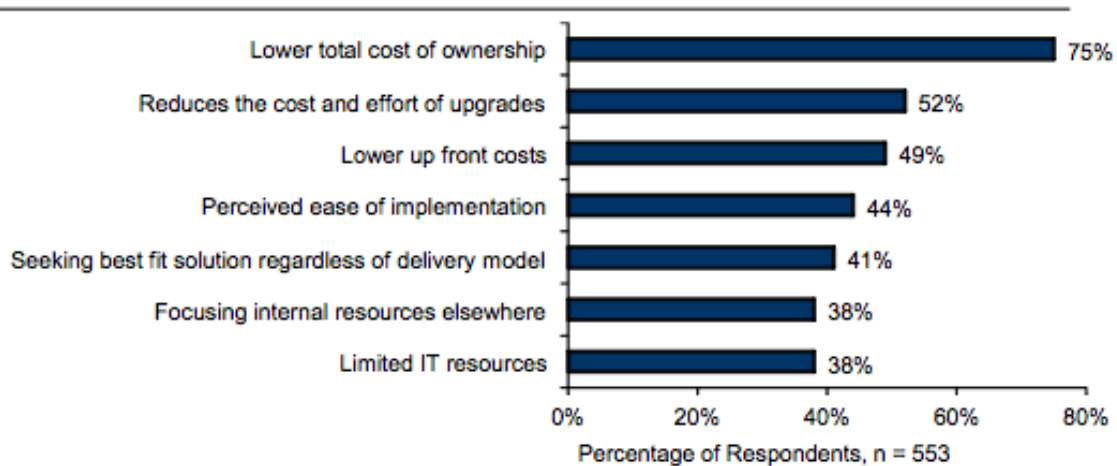 Lower total cost of ownership 75%
Reduces the cost and effort of upgrades 52%
Lower up front costs 49%
Perceived ease of implementation 44%
Seeking best fit solution regardless of delivery model 41%
Focusing internal resources elsewhere 38%
Limited IT resources 38%
0% 20% 40% 60% 80%
Percentage of Respondents, n = 553